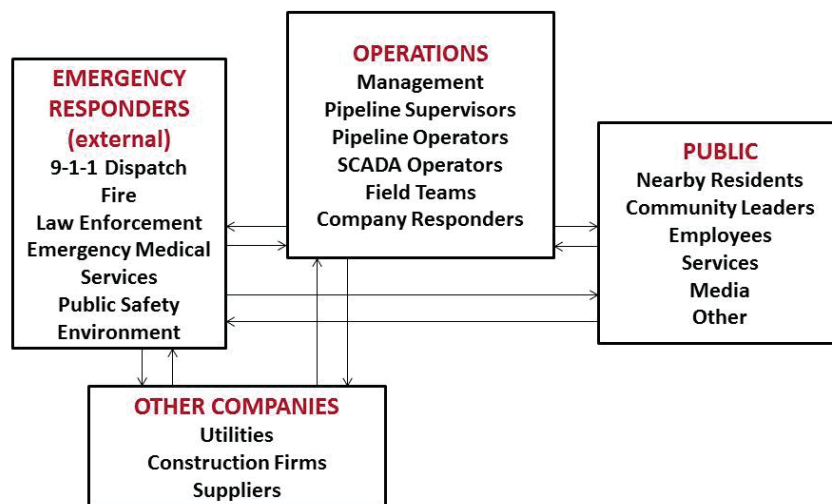 EMERGENCY
RESPONDERS
(external)
9-1-1 Dispatch
Fire
Law Enforcement
Emergency Medical
Services
Public Safety
Environment
OPERATIONS
Management
Pipeline Supervisors
Pipeline Operators
SCADA Operators
Field Teams
Company Responders
PUBLIC
Nearby Residents
Community Leaders
Employees
Services
Media
Other
OTHER COMPANIES
Utilities
Construction Firms
Suppliers